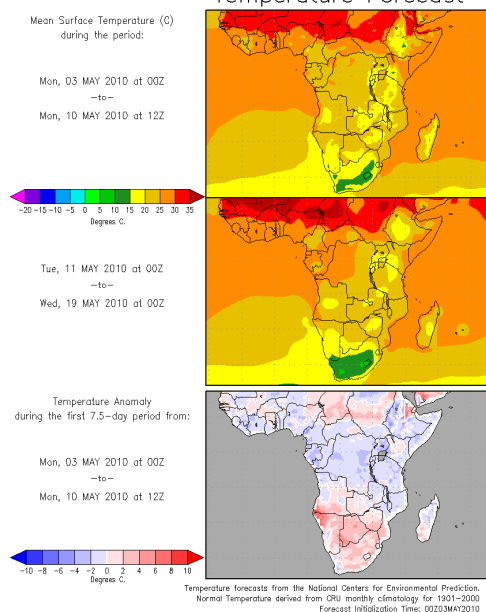 Temperature Forecast
Mean Surface Temperature (C)
during the period:
Mon, 03 MAY 2010 at 00Z
-to-
Mon, 10 MAY 2010 at 12Z
-20 -15 -10 -5 0 5 10 15 20 25 30 35
Degrees C.
Tue, 11 MAY 2010 at 00Z
-to-
Wed, 19 MAY 2010 at 00Z
Temperature Anomaly
during the first 7.5-day period from:
Mon, 03 MAY 2010 at 00Z
-to-
Mon, 10 MAY 2010 at 12Z
-10 -8 -6 -4 -2 0 2 4 6 8 10
Degrees C.
Temperature forecasts from the National Centers for Environmental Prediction.
Normal Temperature derived from CRU monthly climatology for 1901-2000
Forecast Initialization Time: 00Z03MAY2010